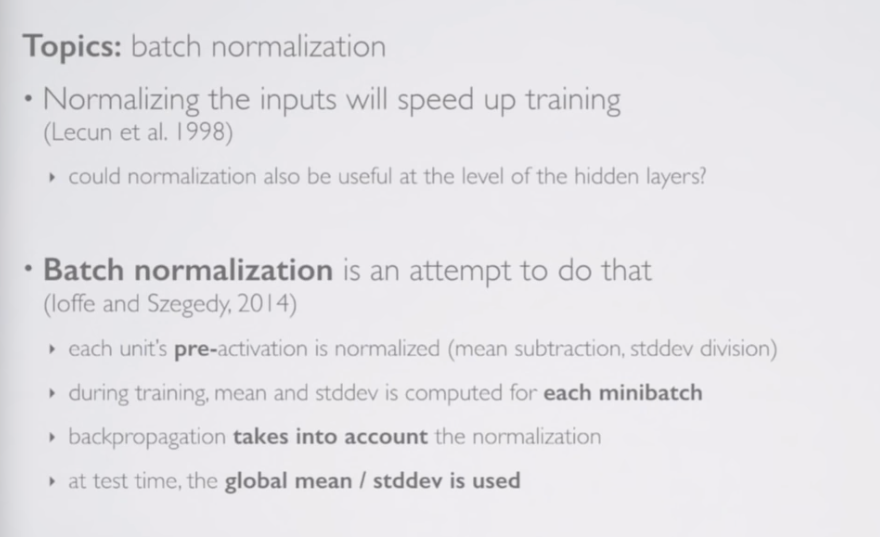 Topics: batch normalization
• Normalizing the inputs will speed up training
(Lecun et al. 1998)
‣ could normalization also be useful at the level of the hidden layers?
• Batch normalization is an attempt to do that
(Ioffe and Szegedy, 2014)
‣ each unit's pre-activation is normalized (mean subtraction, stddev division)
‣ during training, mean and stddev is computed for each minibatch
‣ backpropagation takes into account the normalization
‣ at test time, the global mean / stddev is used